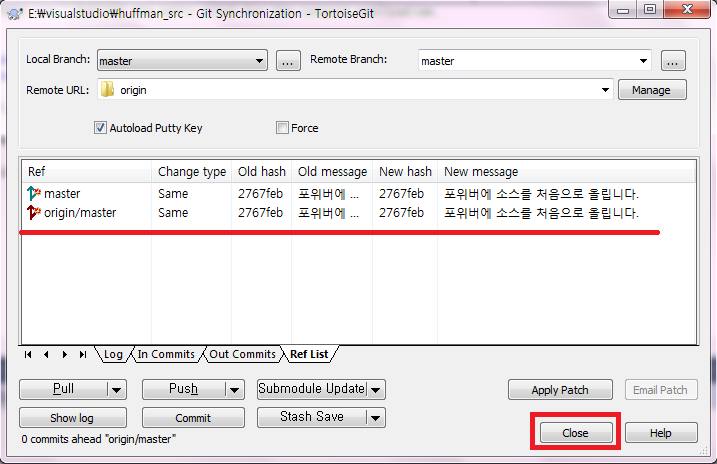 E:₩visualstudio₩huffman_src - Git Synchronization - TortoiseGit
Local Branch: master ... Remote Branch: master ...
Remote URL: origin Manage
Autoload Putty Key Force
Ref Change type Old hash Old message New hash New message
master Same 2767feb 포위버에 ... 2767feb 포위버에 소스를 처음으로 올립니다.
origin/master Same 2767feb 포위버에 ... 2767feb 포위버에 소스를 처음으로 올립니다.
Log In Commits Out Commits Ref List
Pull Push Submodule Update Apply Patch Email Patch
Show log Commit Stash Save Close Help
0 commits ahead "origin/master"